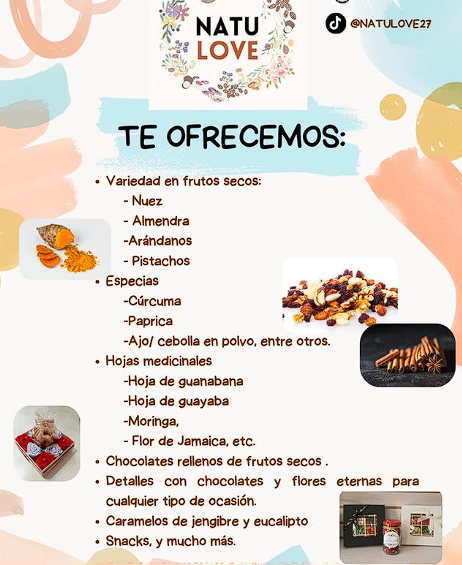 NATU
LOVE
@NATULOVE27
TE OFRECEMOS:
• Variedad en frutos secos:
- Nuez
- Almendra
-Arándanos
- Pistachos
• Especias
-Cúrcuma
-Paprica
-Ajo/ cebolla en polvo, entre otros.
• Hojas medicinales
-Hoja de guanabana
-Hoja de guayaba
-Moringa,
- Flor de Jamaica, etc.
• Chocolates rellenos de frutos secos .
• Detalles con chocolates y flores eternas para
cualquier tipo de ocasión.
• Caramelos de jengibre y eucalipto
• Snacks, y mucho más.